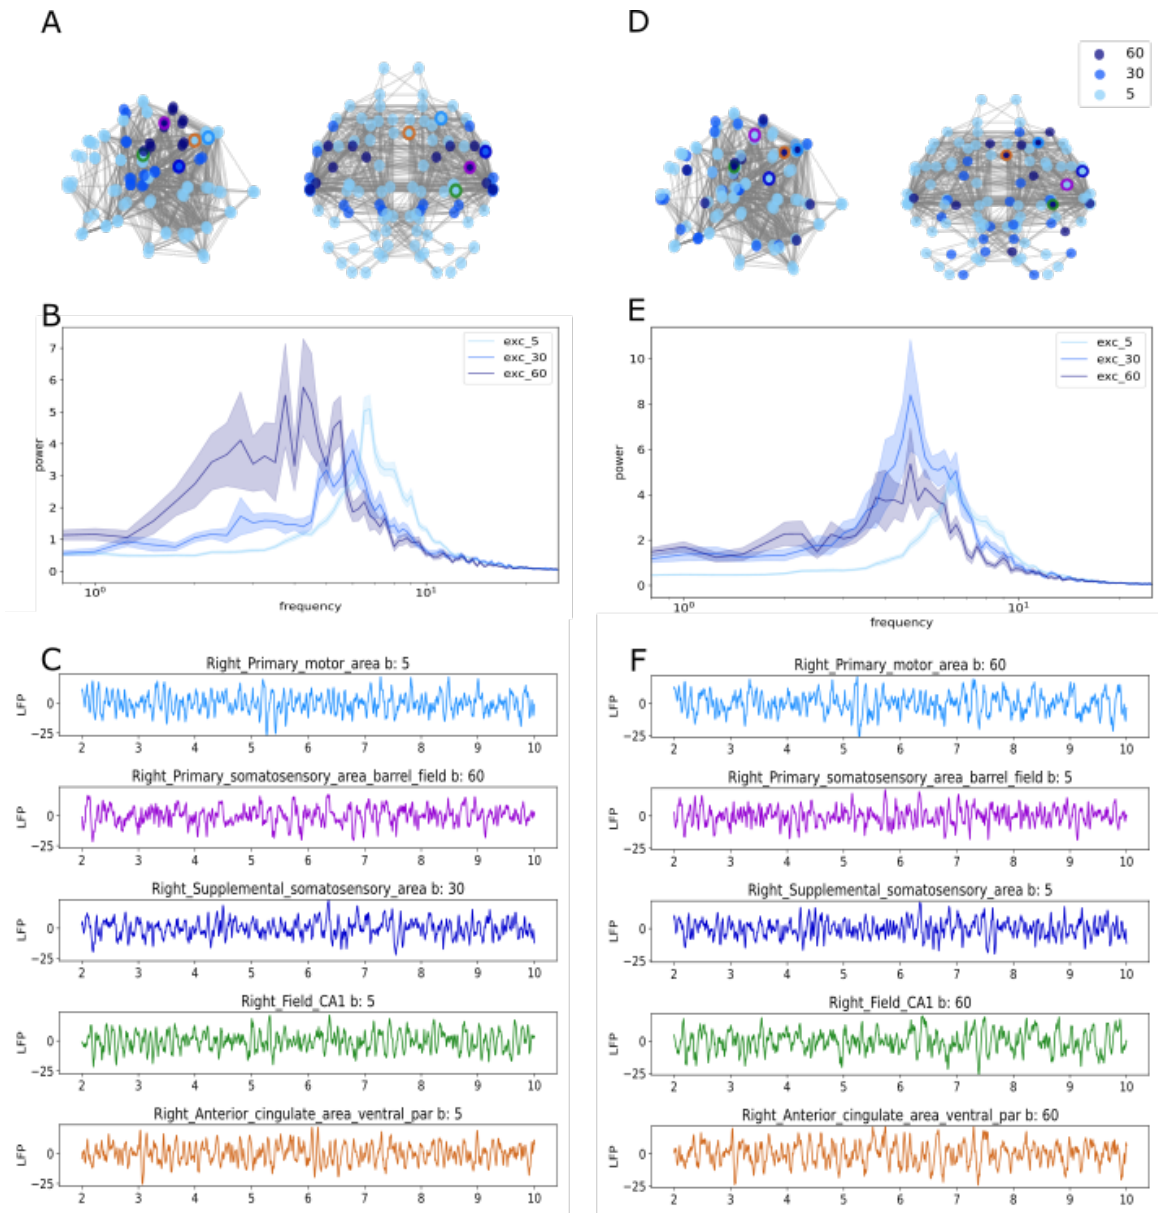 A
D
60
30
5
B
7
6
5
4
3
2
1
0
power
exc_5
exc_30
exc_60
10⁰
10¹
frequency
E
10
8
6
4
2
0
power
exc_5
exc_30
exc_60
10⁰
10¹
frequency
C
Right_Primary_motor_area b: 5
LFP
0
−25
2 3 4 5 6 7 8 9 10
Right_Primary_somatosensory_area_barrel_field b: 60
LFP
0
−25
2 3 4 5 6 7 8 9 10
Right_Supplemental_somatosensory_area b: 30
LFP
0
−25
2 3 4 5 6 7 8 9 10
Right_Field_CA1 b: 5
LFP
0
−25
2 3 4 5 6 7 8 9 10
Right_Anterior_cingulate_area_ventral_par b: 5
LFP
0
−25
2 3 4 5 6 7 8 9 10
F
Right_Primary_motor_area b: 60
LFP
0
−25
2 3 4 5 6 7 8 9 10
Right_Primary_somatosensory_area_barrel_field b: 5
LFP
0
−25
2 3 4 5 6 7 8 9 10
Right_Supplemental_somatosensory_area b: 5
LFP
0
−25
2 3 4 5 6 7 8 9 10
Right_Field_CA1 b: 60
LFP
0
−25
2 3 4 5 6 7 8 9 10
Right_Anterior_cingulate_area_ventral_par b: 60
LFP
0
−25
2 3 4 5 6 7 8 9 10